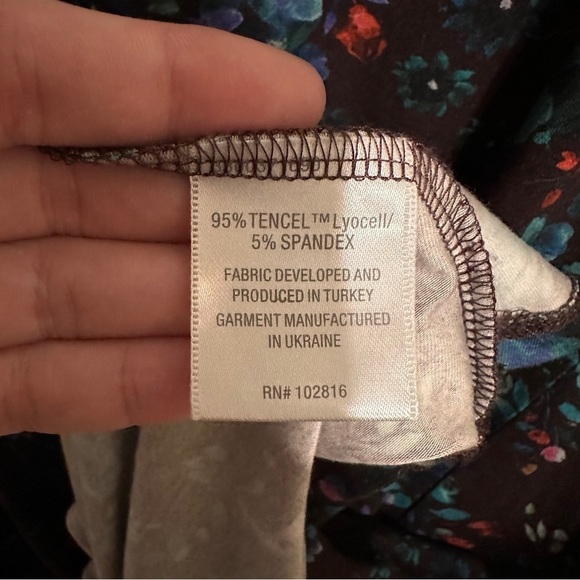 95% TENCEL™ Lyocell/
5% SPANDEX
FABRIC DEVELOPED AND
PRODUCED IN TURKEY
GARMENT MANUFACTURED
IN UKRAINE
RN# 102816